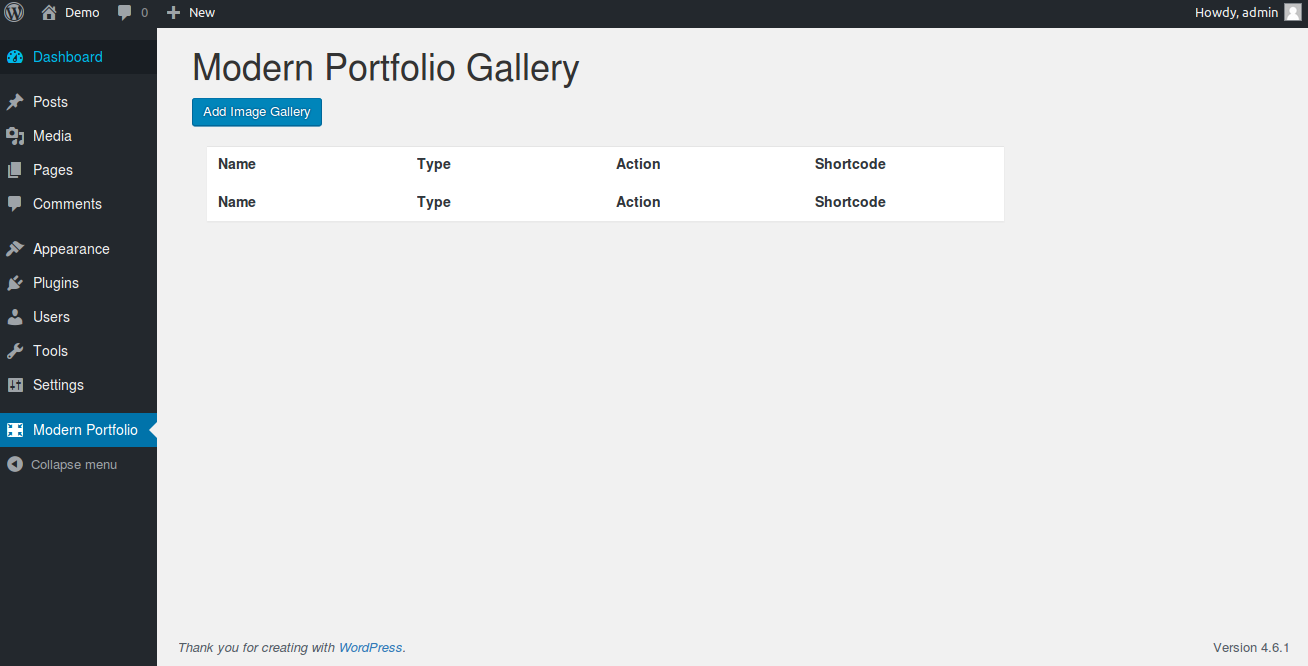 Demo 0 New Howdy, admin
Dashboard
Posts
Media
Pages
Comments
Appearance
Plugins
Users
Tools
Settings
Modern Portfolio
Collapse menu
Modern Portfolio Gallery
Add Image Gallery
Name Type Action Shortcode
Name Type Action Shortcode
Thank you for creating with WordPress. Version 4.6.1